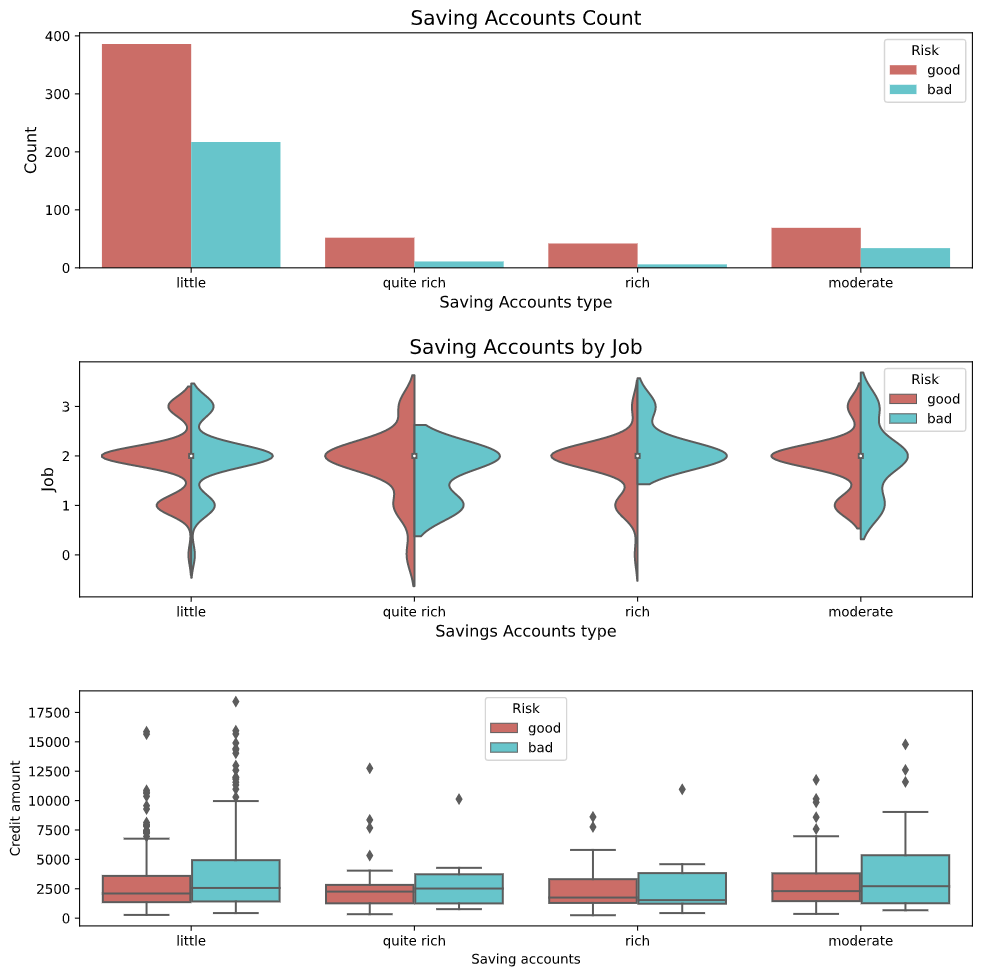 Saving Accounts Count
400
300
200
100
0
Count
Risk
good
bad
little quite rich rich moderate
Saving Accounts type
Saving Accounts by Job
3
2
1
0
Job
Risk
good
bad
little quite rich rich moderate
Savings Accounts type
17500
15000
12500
10000
7500
5000
2500
0
Credit amount
Risk
good
bad
little quite rich rich moderate
Saving accounts